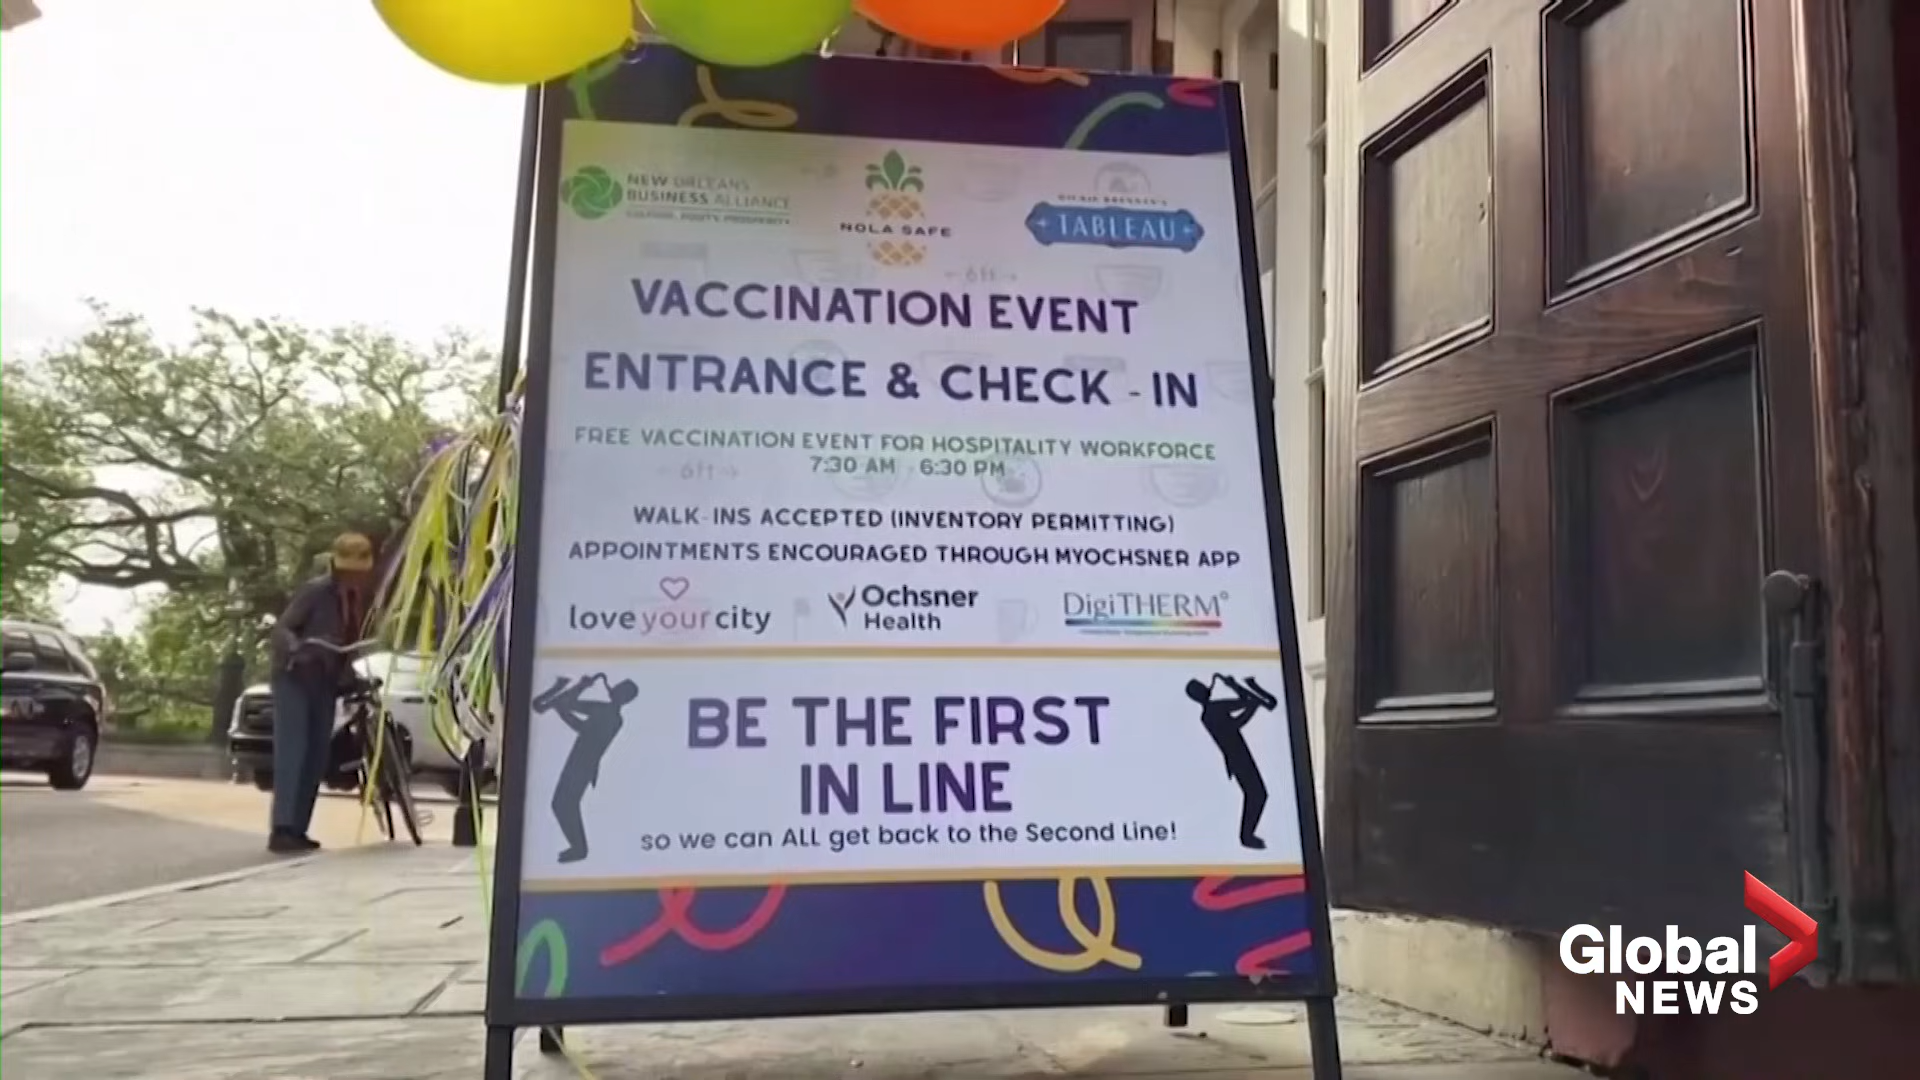 NEW ORLEANS
BUSINESS ALLIANCE
NOLA SAFE
TABLEAU
6ft
VACCINATION EVENT
ENTRANCE & CHECK - IN
FREE VACCINATION EVENT FOR HOSPITALITY WORKFORCE
7:30 AM - 6:30 PM
6ft
WALK-INS ACCEPTED (INVENTORY PERMITTING)
APPOINTMENTS ENCOURAGED THROUGH MYOCHSNER APP
love your city
Ochsner
Health
DigiTHERM
BE THE FIRST
IN LINE
so we can ALL get back to the Second Line!
Global
NEWS